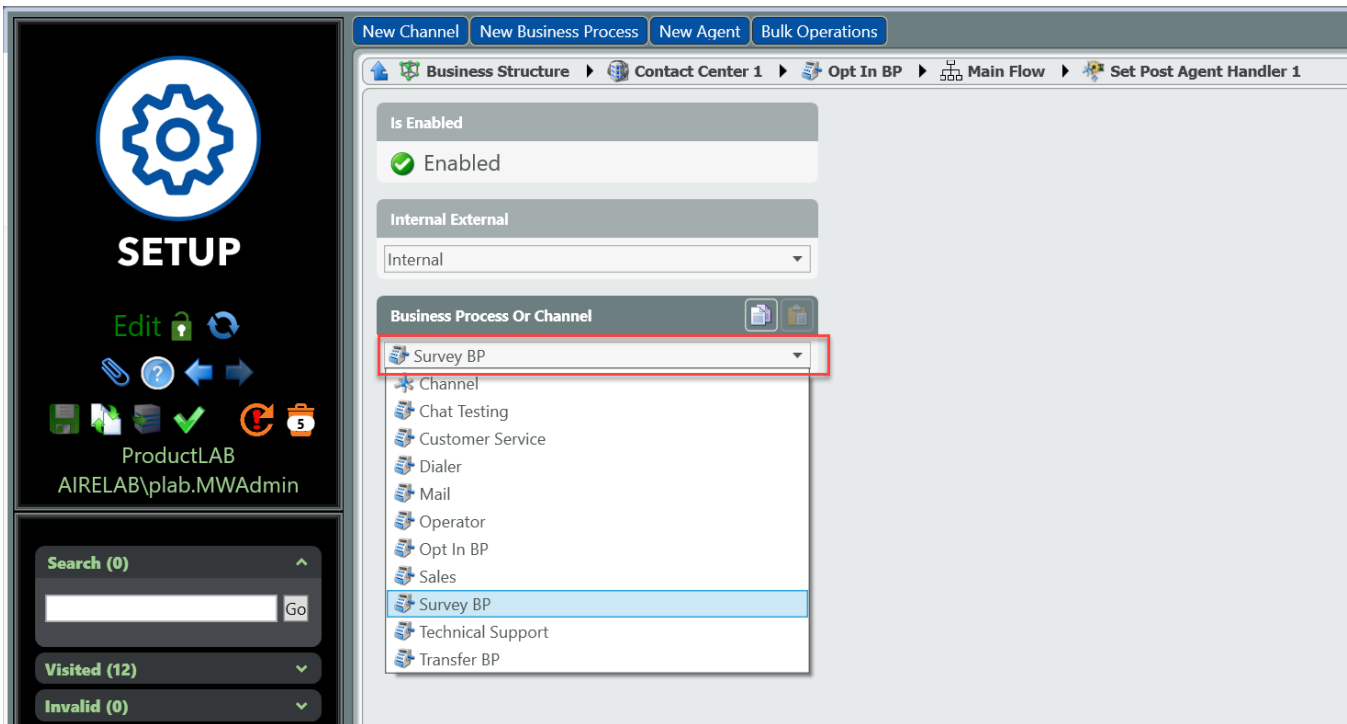 New Channel New Business Process New Agent Bulk Operations
Business Structure Contact Center 1 Opt In BP Main Flow Set Post Agent Handler 1
SETUP
Edit
?
5
ProductLAB
AIRELAB\plab.MWAdmin
Search (0)
Go
Visited (12)
Invalid (0)
Is Enabled
Enabled
Internal External
Internal
Business Process Or Channel
Survey BP
Channel
Chat Testing
Customer Service
Dialer
Mail
Operator
Opt In BP
Sales
Survey BP
Technical Support
Transfer BP